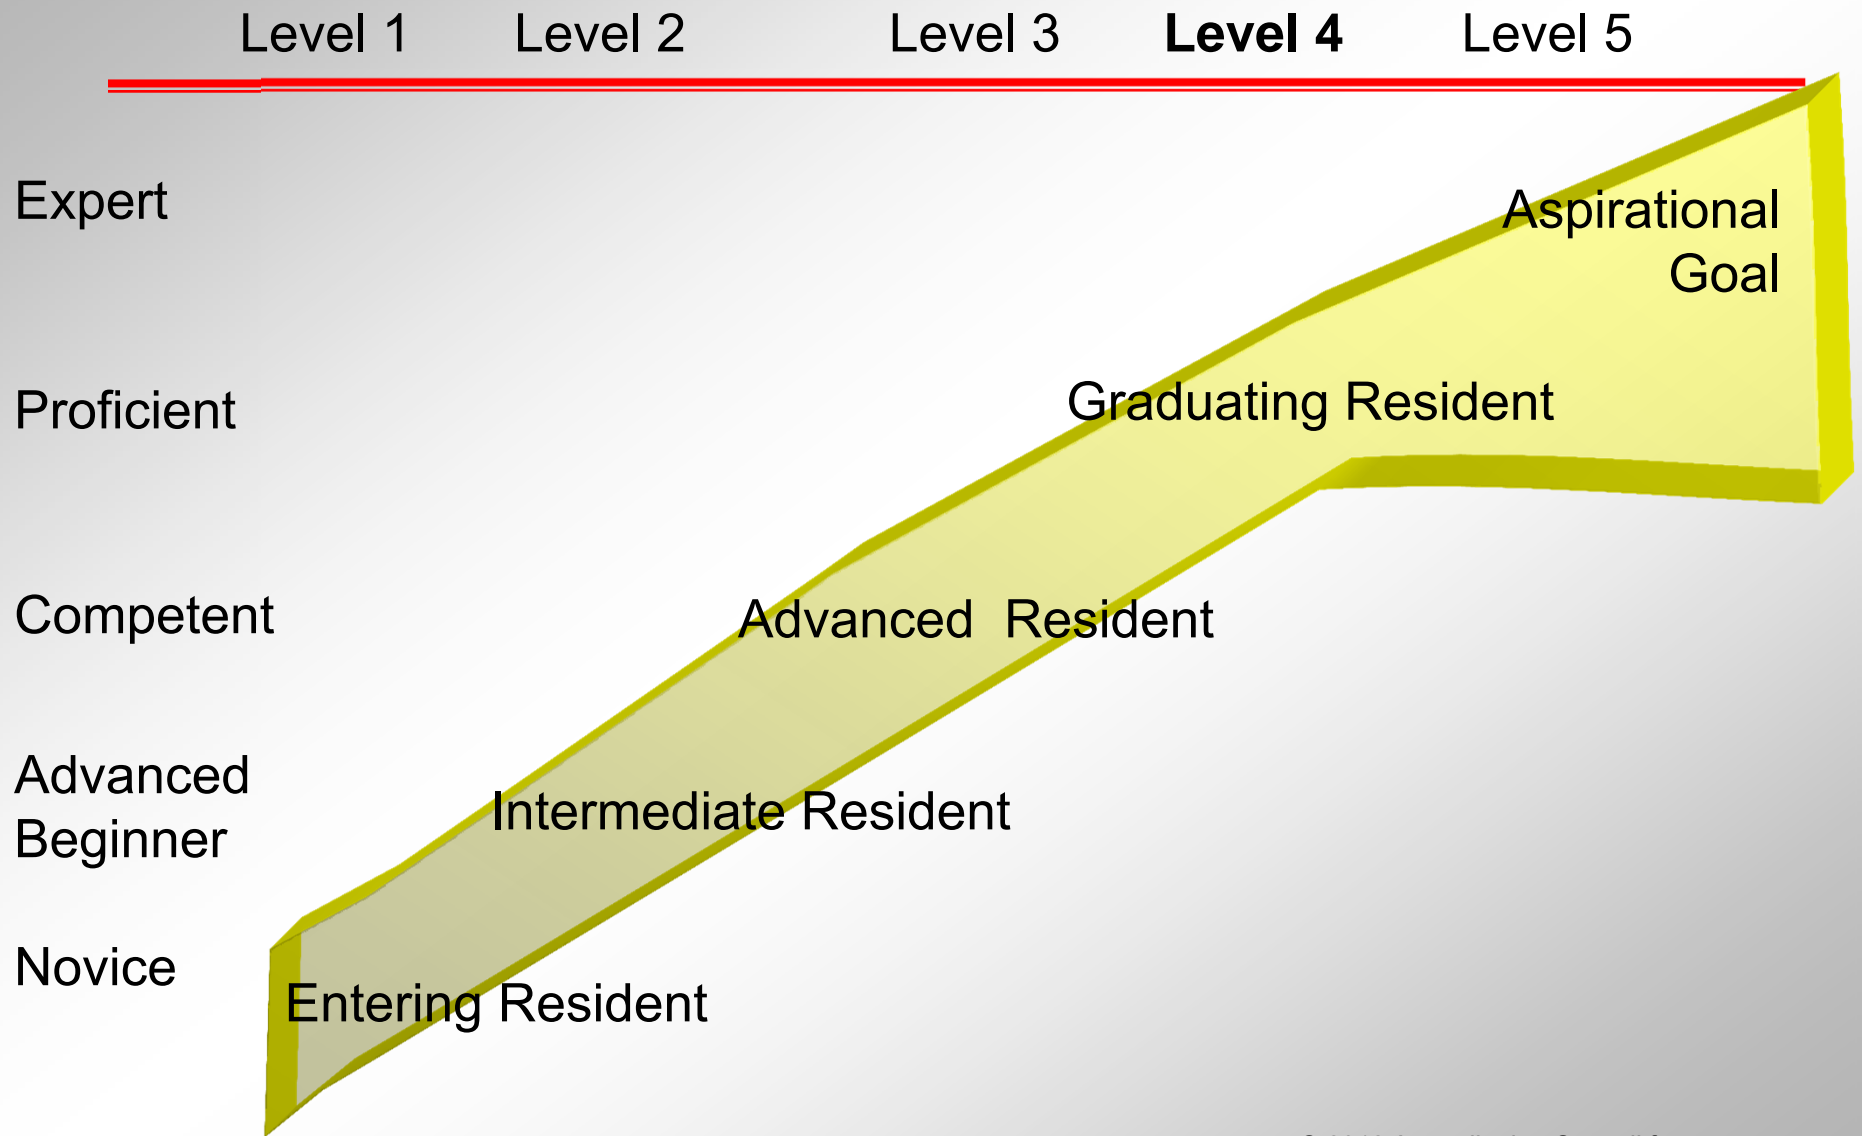 Level 1 Level 2 Level 3 Level 4 Level 5
Expert
Aspirational
Goal
Proficient
Graduating Resident
Competent
Advanced Resident
Advanced
Beginner
Intermediate Resident
Novice
Entering Resident